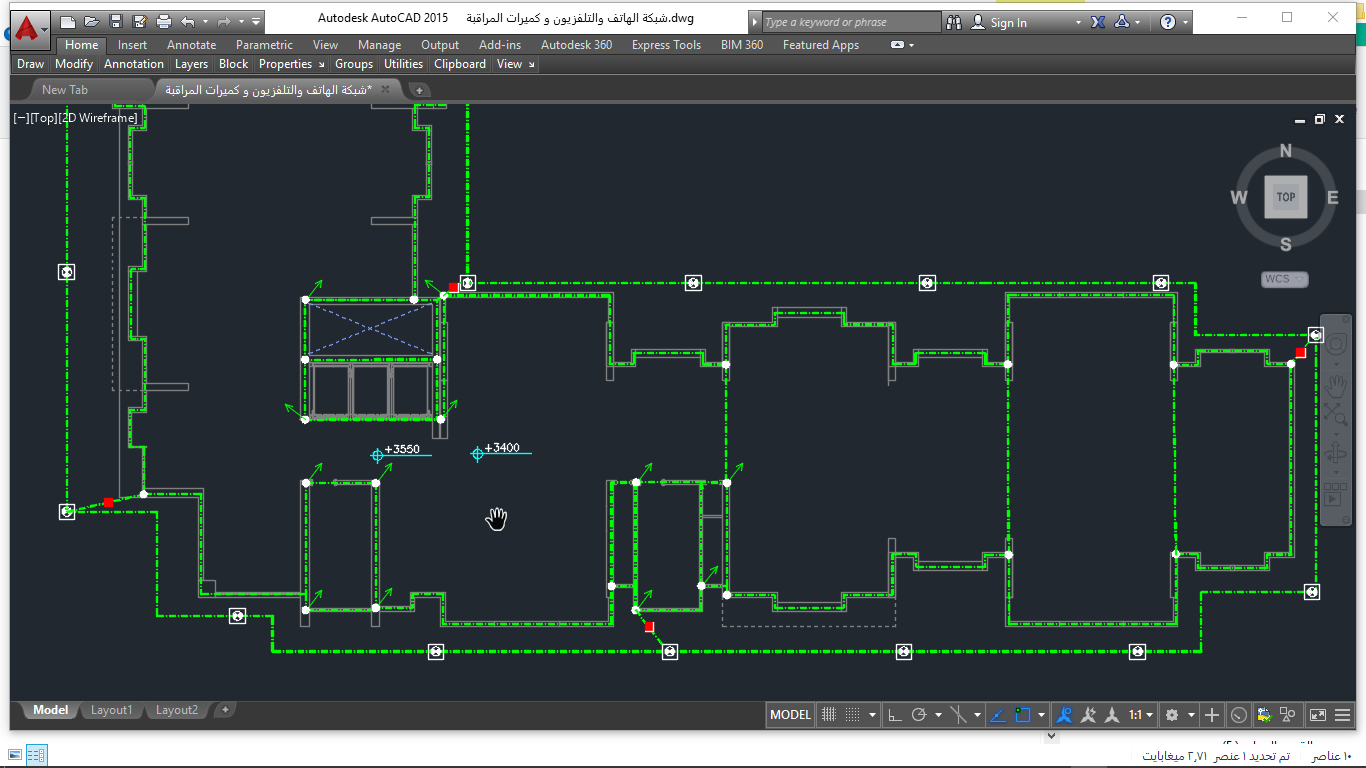 Autodesk AutoCAD 2015 شبكة الهاتف والتلفزيون و كميرات المراقبة.dwg
Type a keyword or phrase
Sign In
Home Insert Annotate Parametric View Manage Output Add-ins Autodesk 360 Express Tools BIM 360 Featured Apps
Draw Modify Annotation Layers Block Properties Groups Utilities Clipboard View
New Tab
شبكة الهاتف والتلفزيون و كميرات المراقبة*
[−][Top][2D Wireframe]
N
W TOP E
S
WCS
+3550
+3400
Model Layout1 Layout2
MODEL
1:1
١٠ عناصر تم تحديد ١ عنصر ٢,٧١ ميغابايت